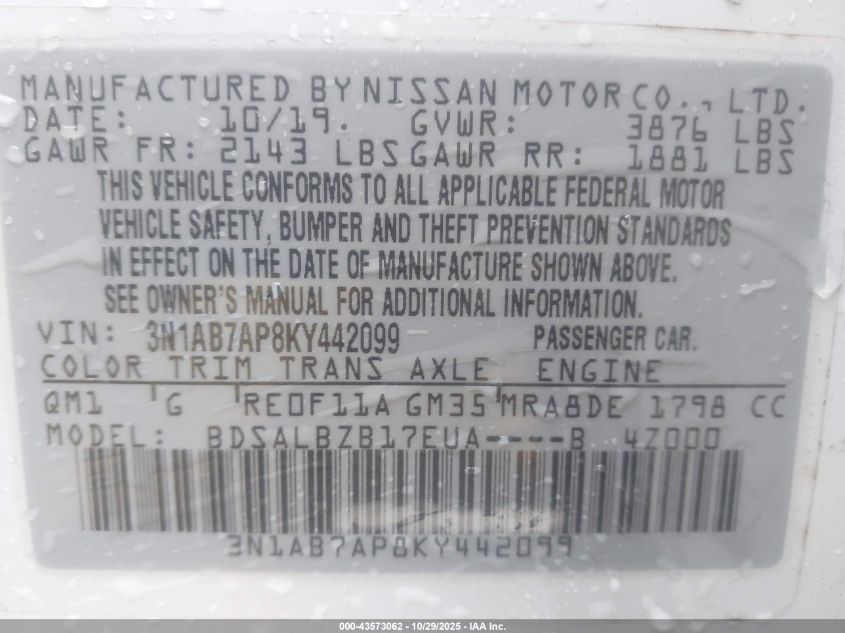 MANUFACTURED BY NISSAN MOTOR CO., LTD.
DATE: 10/19. GVWR: 3876 LBS
GAWR FR: 2143 LBS GAWR RR: 1881 LBS
THIS VEHICLE CONFORMS TO ALL APPLICABLE FEDERAL MOTOR
VEHICLE SAFETY, BUMPER AND THEFT PREVENTION STANDARDS
IN EFFECT ON THE DATE OF MANUFACTURE SHOWN ABOVE.
SEE OWNER'S MANUAL FOR ADDITIONAL INFORMATION.
VIN: 3N1AB7AP8KY442099 PASSENGER CAR.
COLOR TRIM TRANS AXLE ENGINE
QM1 G RE0F11A GM35 MRA8DE 1798 CC
MODEL: BDSALBZB17EUA----B 4Z000
3N1AB7AP8KY442099
000-43573062 - 10/29/2025 - IAA Inc.